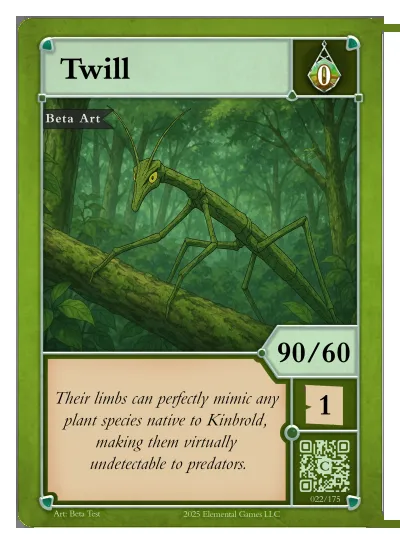 Twill
0
Beta Art
90/60
Their limbs can perfectly mimic any
plant species native to Kinbrold,
making them virtually
undetectable to predators.
1
C
022/175
Art: Beta Test
2025 Elemental Games LLC